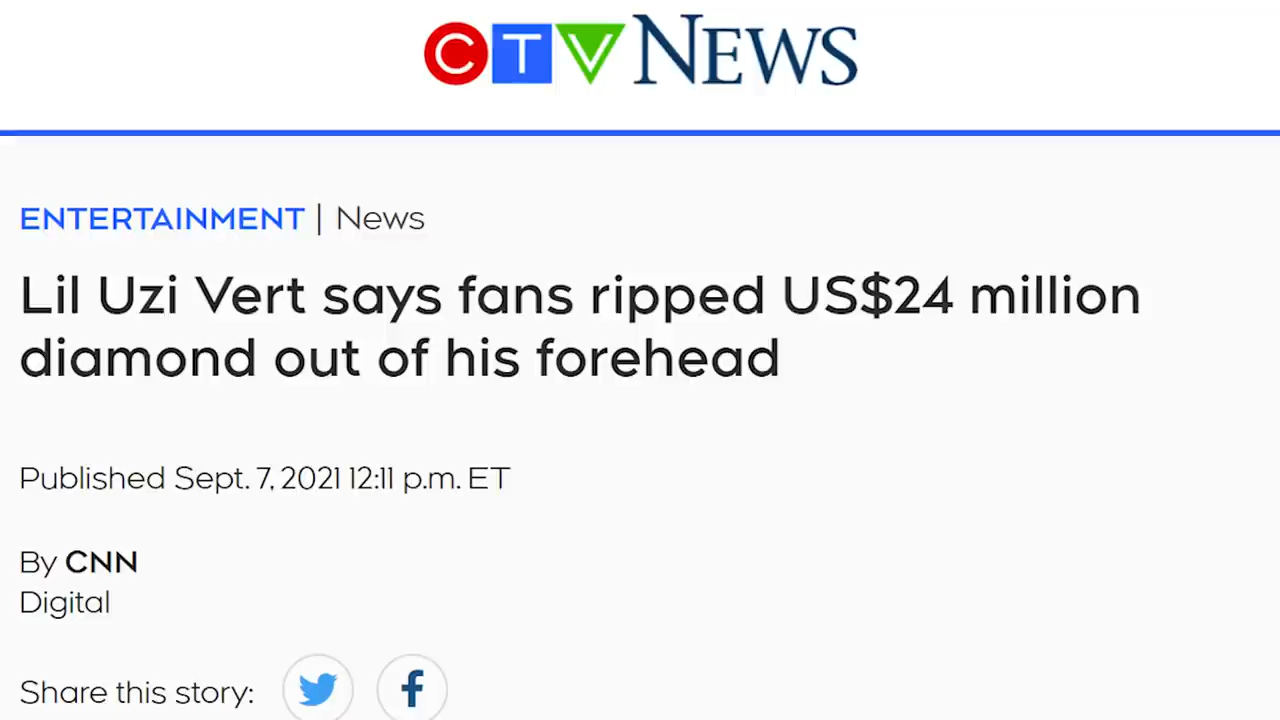 CTV NEWS
ENTERTAINMENT | News
Lil Uzi Vert says fans ripped US$24 million
diamond out of his forehead
Published Sept. 7, 2021 12:11 p.m. ET
By CNN
Digital
Share this story: